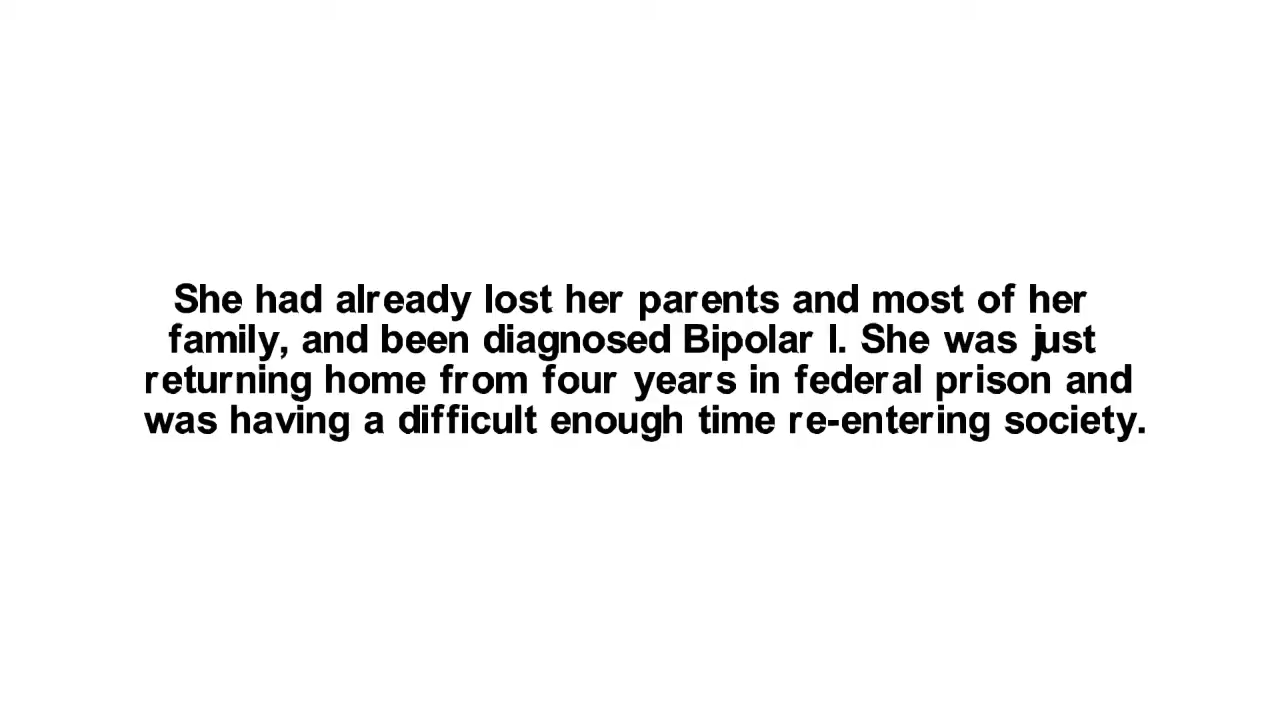 She had already lost her parents and most of her
family, and been diagnosed Bipolar I. She was just
returning home from four years in federal prison and
was having a difficult enough time re-entering society.